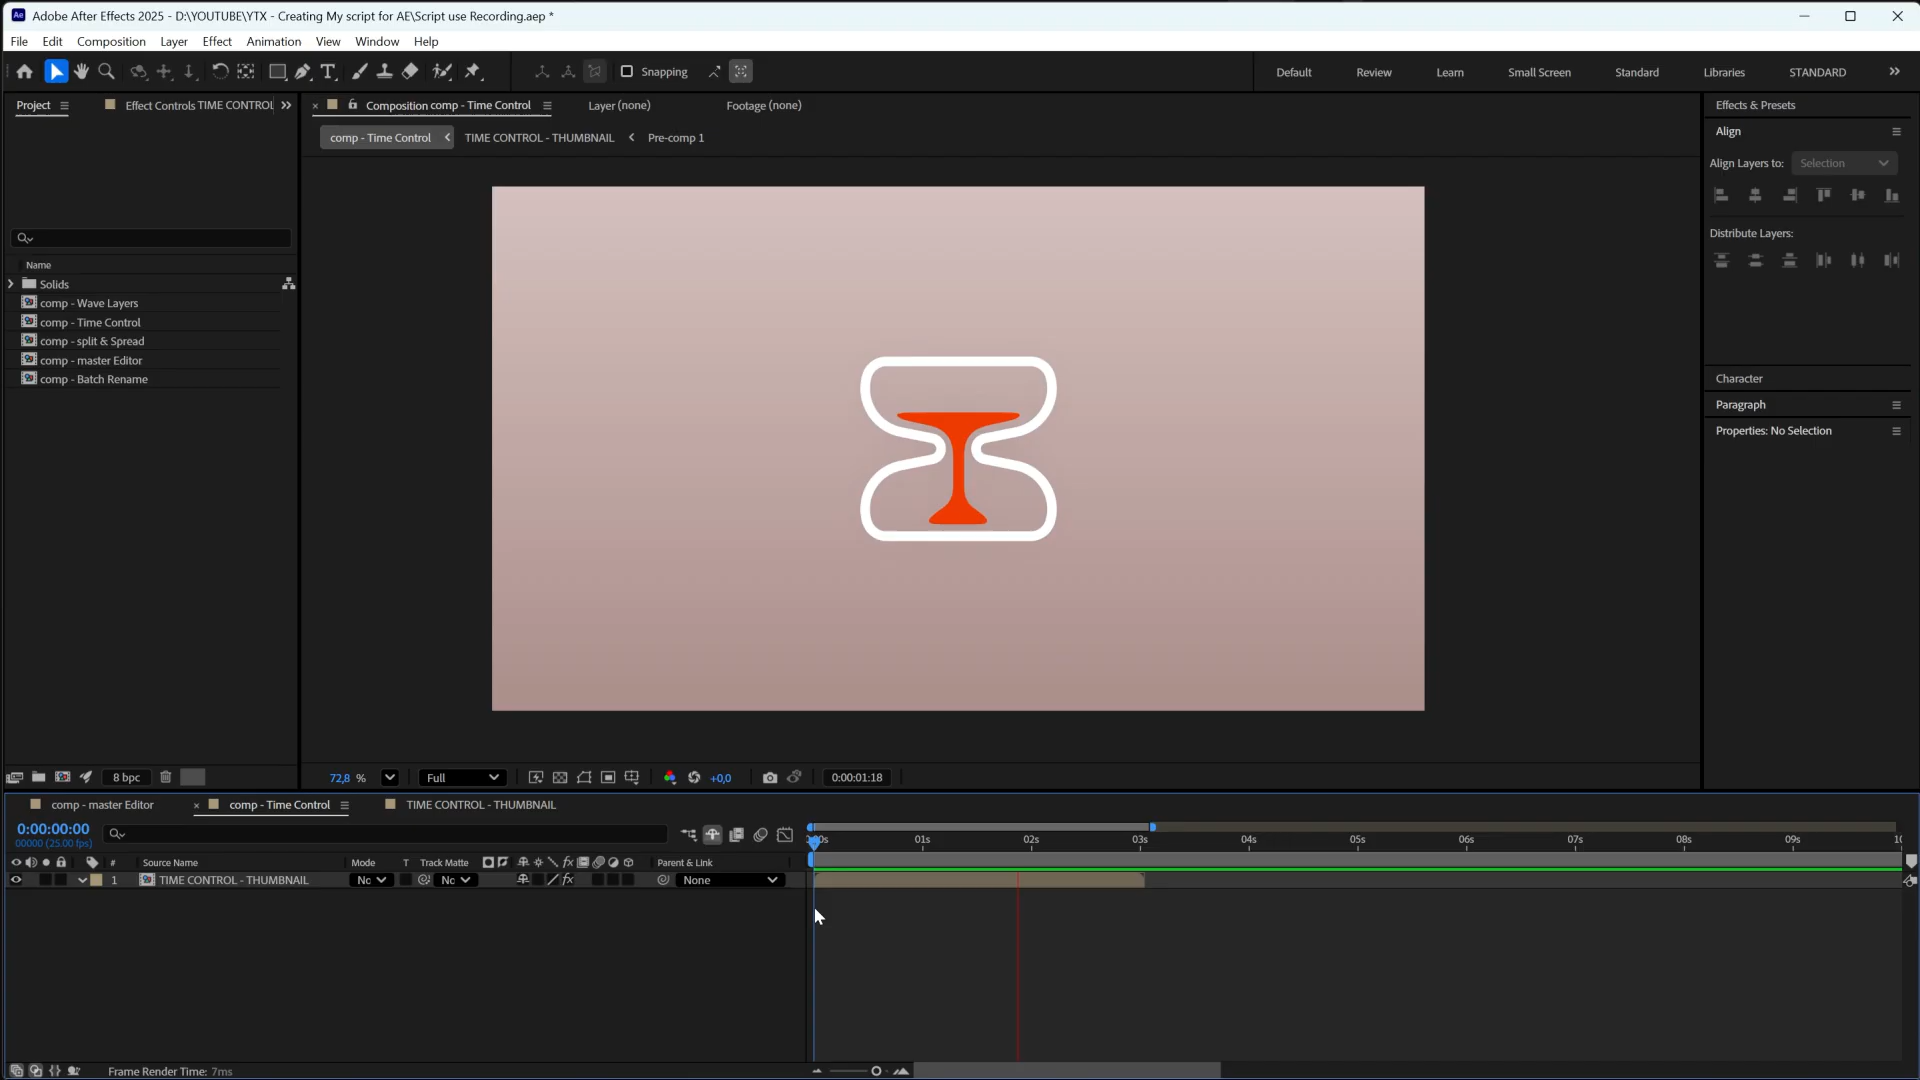 Adobe After Effects 2025 - D:\YOUTUBE\YTX - Creating My script for AE\Script use Recording.aep *
File Edit Composition Layer Effect Animation View Window Help
Snapping Default Review Learn Small Screen Standard Libraries STANDARD
Project Effect Controls TIME CONTROL Composition comp - Time Control Layer (none) Footage (none) Effects & Presets
comp - Time Control TIME CONTROL - THUMBNAIL Pre-comp 1 Align
Align Layers to: Selection
Distribute Layers:
Name
Solids
comp - Wave Layers
comp - Time Control
comp - split & Spread
comp - master Editor
comp - Batch Rename
Character
Paragraph
Properties: No Selection
8 bpc 72,8 % Full +0,0 0:00:01:18
comp - master Editor comp - Time Control TIME CONTROL - THUMBNAIL
0:00:00:00
00000 (25.00 fps)
01s 02s 03s 04s 05s 06s 07s 08s 09s
# Source Name Mode T Track Matte Parent & Link
1 TIME CONTROL - THUMBNAIL None
Frame Render Time: 7ms